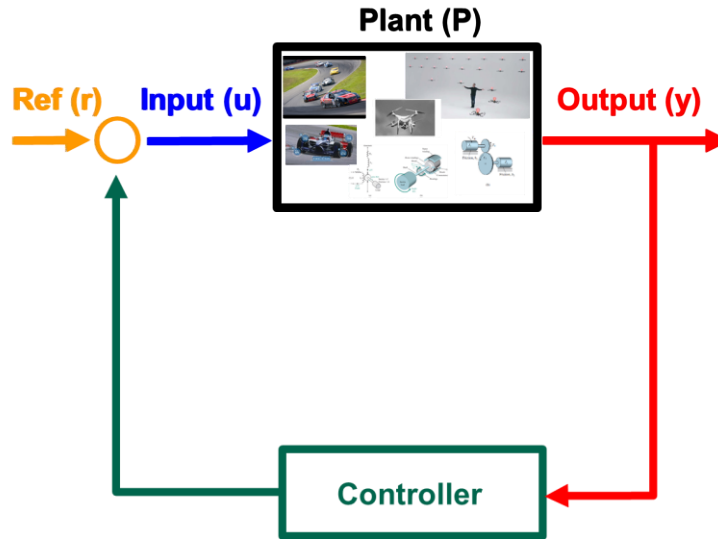 Plant (P)
Ref (r)
Input (u)
Output (y)
Controller